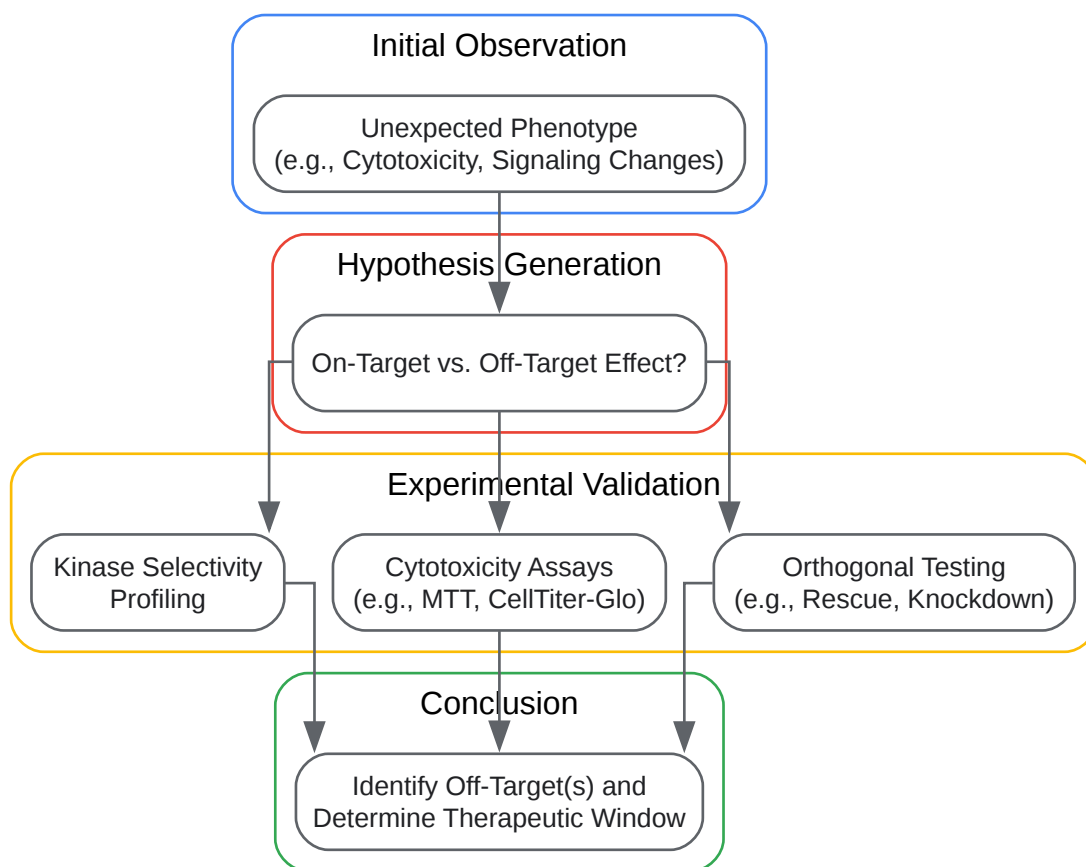 Initial Observation
Unexpected Phenotype
(e.g., Cytotoxicity, Signaling Changes)
Hypothesis Generation
On-Target vs. Off-Target Effect?
Experimental Validation
Kinase Selectivity
Profiling
Cytotoxicity Assays
(e.g., MTT, CellTiter-Glo)
Orthogonal Testing
(e.g., Rescue, Knockdown)
Conclusion
Identify Off-Target(s) and
Determine Therapeutic Window